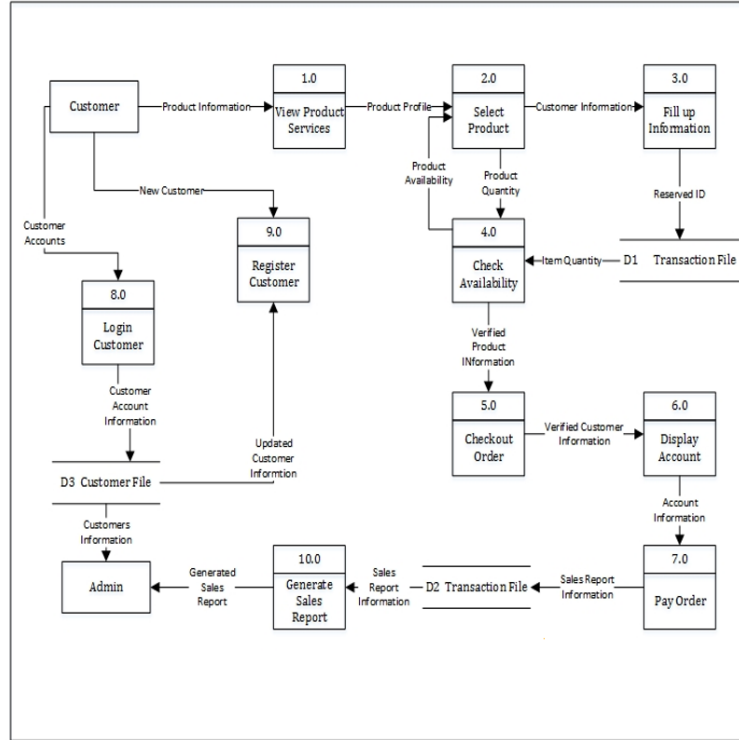 1.0
2.0
3.0
Customer
Product Information
View Product
Services
Product Profile
Select
Product
Customer Information
Fill up
Information
Product
Availability
Product
Quantity
New Customer
Reserved ID
Customer
Accounts
9.0
Register
Customer
4.0
Check
Availability
Item Quantity
D1 Transaction File
8.0
Login
Customer
Verified
Product
INformation
Customer
Account
Information
5.0
Checkout
Order
Verified Customer
Information
6.0
Display
Account
Updated
Customer
Informtion
D3 Customer File
Account
Information
Customers
Information
Admin
Generated
Sales
Report
10.0
Generate
Sales
Report
Sales
Report
Information
D2 Transaction File
Sales Report
Information
7.0
Pay Order